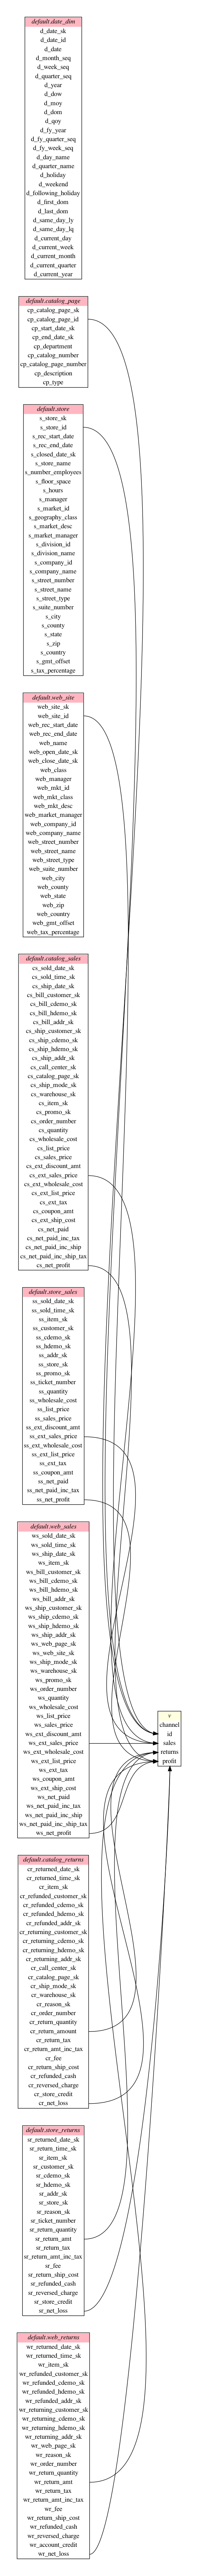 default.date_dim
d_date_sk
d_date_id
d_date
d_month_seq
d_week_seq
d_quarter_seq
d_year
d_dow
d_moy
d_dom
d_qoy
d_fy_year
d_fy_quarter_seq
d_fy_week_seq
d_day_name
d_quarter_name
d_holiday
d_weekend
d_following_holiday
d_first_dom
d_last_dom
d_same_day_ly
d_same_day_lq
d_current_day
d_current_week
d_current_month
d_current_quarter
d_current_year
default.catalog_page
cp_catalog_page_sk
cp_catalog_page_id
cp_start_date_sk
cp_end_date_sk
cp_department
cp_catalog_number
cp_catalog_page_number
cp_description
cp_type
default.store
s_store_sk
s_store_id
s_rec_start_date
s_rec_end_date
s_closed_date_sk
s_store_name
s_number_employees
s_floor_space
s_hours
s_manager
s_market_id
s_geography_class
s_market_desc
s_market_manager
s_division_id
s_division_name
s_company_id
s_company_name
s_street_number
s_street_name
s_street_type
s_suite_number
s_city
s_county
s_state
s_zip
s_country
s_gmt_offset
s_tax_percentage
default.web_site
web_site_sk
web_site_id
web_rec_start_date
web_rec_end_date
web_name
web_open_date_sk
web_close_date_sk
web_class
web_manager
web_mkt_id
web_mkt_class
web_mkt_desc
web_market_manager
web_company_id
web_company_name
web_street_number
web_street_name
web_street_type
web_suite_number
web_city
web_county
web_state
web_zip
web_country
web_gmt_offset
web_tax_percentage
default.catalog_sales
cs_sold_date_sk
cs_sold_time_sk
cs_ship_date_sk
cs_bill_customer_sk
cs_bill_cdemo_sk
cs_bill_hdemo_sk
cs_bill_addr_sk
cs_ship_customer_sk
cs_ship_cdemo_sk
cs_ship_hdemo_sk
cs_ship_addr_sk
cs_call_center_sk
cs_catalog_page_sk
cs_ship_mode_sk
cs_warehouse_sk
cs_item_sk
cs_promo_sk
cs_order_number
cs_quantity
cs_wholesale_cost
cs_list_price
cs_sales_price
cs_ext_discount_amt
cs_ext_sales_price
cs_ext_wholesale_cost
cs_ext_list_price
cs_ext_tax
cs_coupon_amt
cs_ext_ship_cost
cs_net_paid
cs_net_paid_inc_tax
cs_net_paid_inc_ship
cs_net_paid_inc_ship_tax
cs_net_profit
default.store_sales
ss_sold_date_sk
ss_sold_time_sk
ss_item_sk
ss_customer_sk
ss_cdemo_sk
ss_hdemo_sk
ss_addr_sk
ss_store_sk
ss_promo_sk
ss_ticket_number
ss_quantity
ss_wholesale_cost
ss_list_price
ss_sales_price
ss_ext_discount_amt
ss_ext_sales_price
ss_ext_wholesale_cost
ss_ext_list_price
ss_ext_tax
ss_coupon_amt
ss_net_paid
ss_net_paid_inc_tax
ss_net_profit
default.web_sales
ws_sold_date_sk
ws_sold_time_sk
ws_ship_date_sk
ws_item_sk
ws_bill_customer_sk
ws_bill_cdemo_sk
ws_bill_hdemo_sk
ws_bill_addr_sk
ws_ship_customer_sk
ws_ship_cdemo_sk
ws_ship_hdemo_sk
ws_ship_addr_sk
ws_web_page_sk
ws_web_site_sk
ws_ship_mode_sk
ws_warehouse_sk
ws_promo_sk
ws_order_number
ws_quantity
ws_wholesale_cost
ws_list_price
ws_sales_price
ws_ext_discount_amt
ws_ext_sales_price
ws_ext_wholesale_cost
ws_ext_list_price
ws_ext_tax
ws_coupon_amt
ws_ext_ship_cost
ws_net_paid
ws_net_paid_inc_tax
ws_net_paid_inc_ship
ws_net_paid_inc_ship_tax
ws_net_profit
v
channel
id
sales
returns
profit
default.catalog_returns
cr_returned_date_sk
cr_returned_time_sk
cr_item_sk
cr_refunded_customer_sk
cr_refunded_cdemo_sk
cr_refunded_hdemo_sk
cr_refunded_addr_sk
cr_returning_customer_sk
cr_returning_cdemo_sk
cr_returning_hdemo_sk
cr_returning_addr_sk
cr_call_center_sk
cr_catalog_page_sk
cr_ship_mode_sk
cr_warehouse_sk
cr_reason_sk
cr_order_number
cr_return_quantity
cr_return_amount
cr_return_tax
cr_return_amt_inc_tax
cr_fee
cr_return_ship_cost
cr_refunded_cash
cr_reversed_charge
cr_store_credit
cr_net_loss
default.store_returns
sr_returned_date_sk
sr_return_time_sk
sr_item_sk
sr_customer_sk
sr_cdemo_sk
sr_hdemo_sk
sr_addr_sk
sr_store_sk
sr_reason_sk
sr_ticket_number
sr_return_quantity
sr_return_amt
sr_return_tax
sr_return_amt_inc_tax
sr_fee
sr_return_ship_cost
sr_refunded_cash
sr_reversed_charge
sr_store_credit
sr_net_loss
default.web_returns
wr_returned_date_sk
wr_returned_time_sk
wr_item_sk
wr_refunded_customer_sk
wr_refunded_cdemo_sk
wr_refunded_hdemo_sk
wr_refunded_addr_sk
wr_returning_customer_sk
wr_returning_cdemo_sk
wr_returning_hdemo_sk
wr_returning_addr_sk
wr_web_page_sk
wr_reason_sk
wr_order_number
wr_return_quantity
wr_return_amt
wr_return_tax
wr_return_amt_inc_tax
wr_fee
wr_return_ship_cost
wr_refunded_cash
wr_reversed_charge
wr_account_credit
wr_net_loss